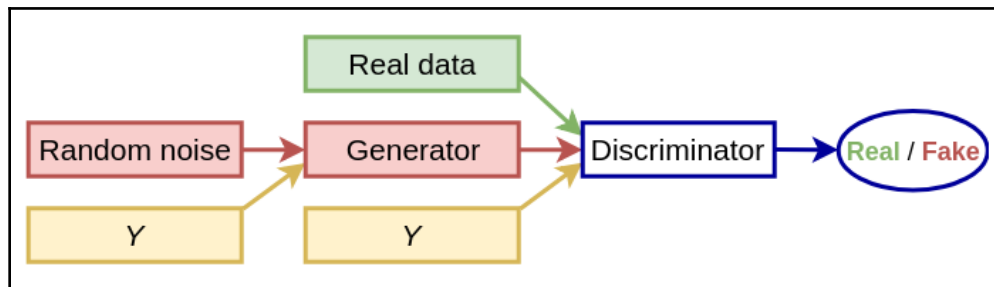 Real data
Random noise
Generator
Discriminator
Real / Fake
Y
Y